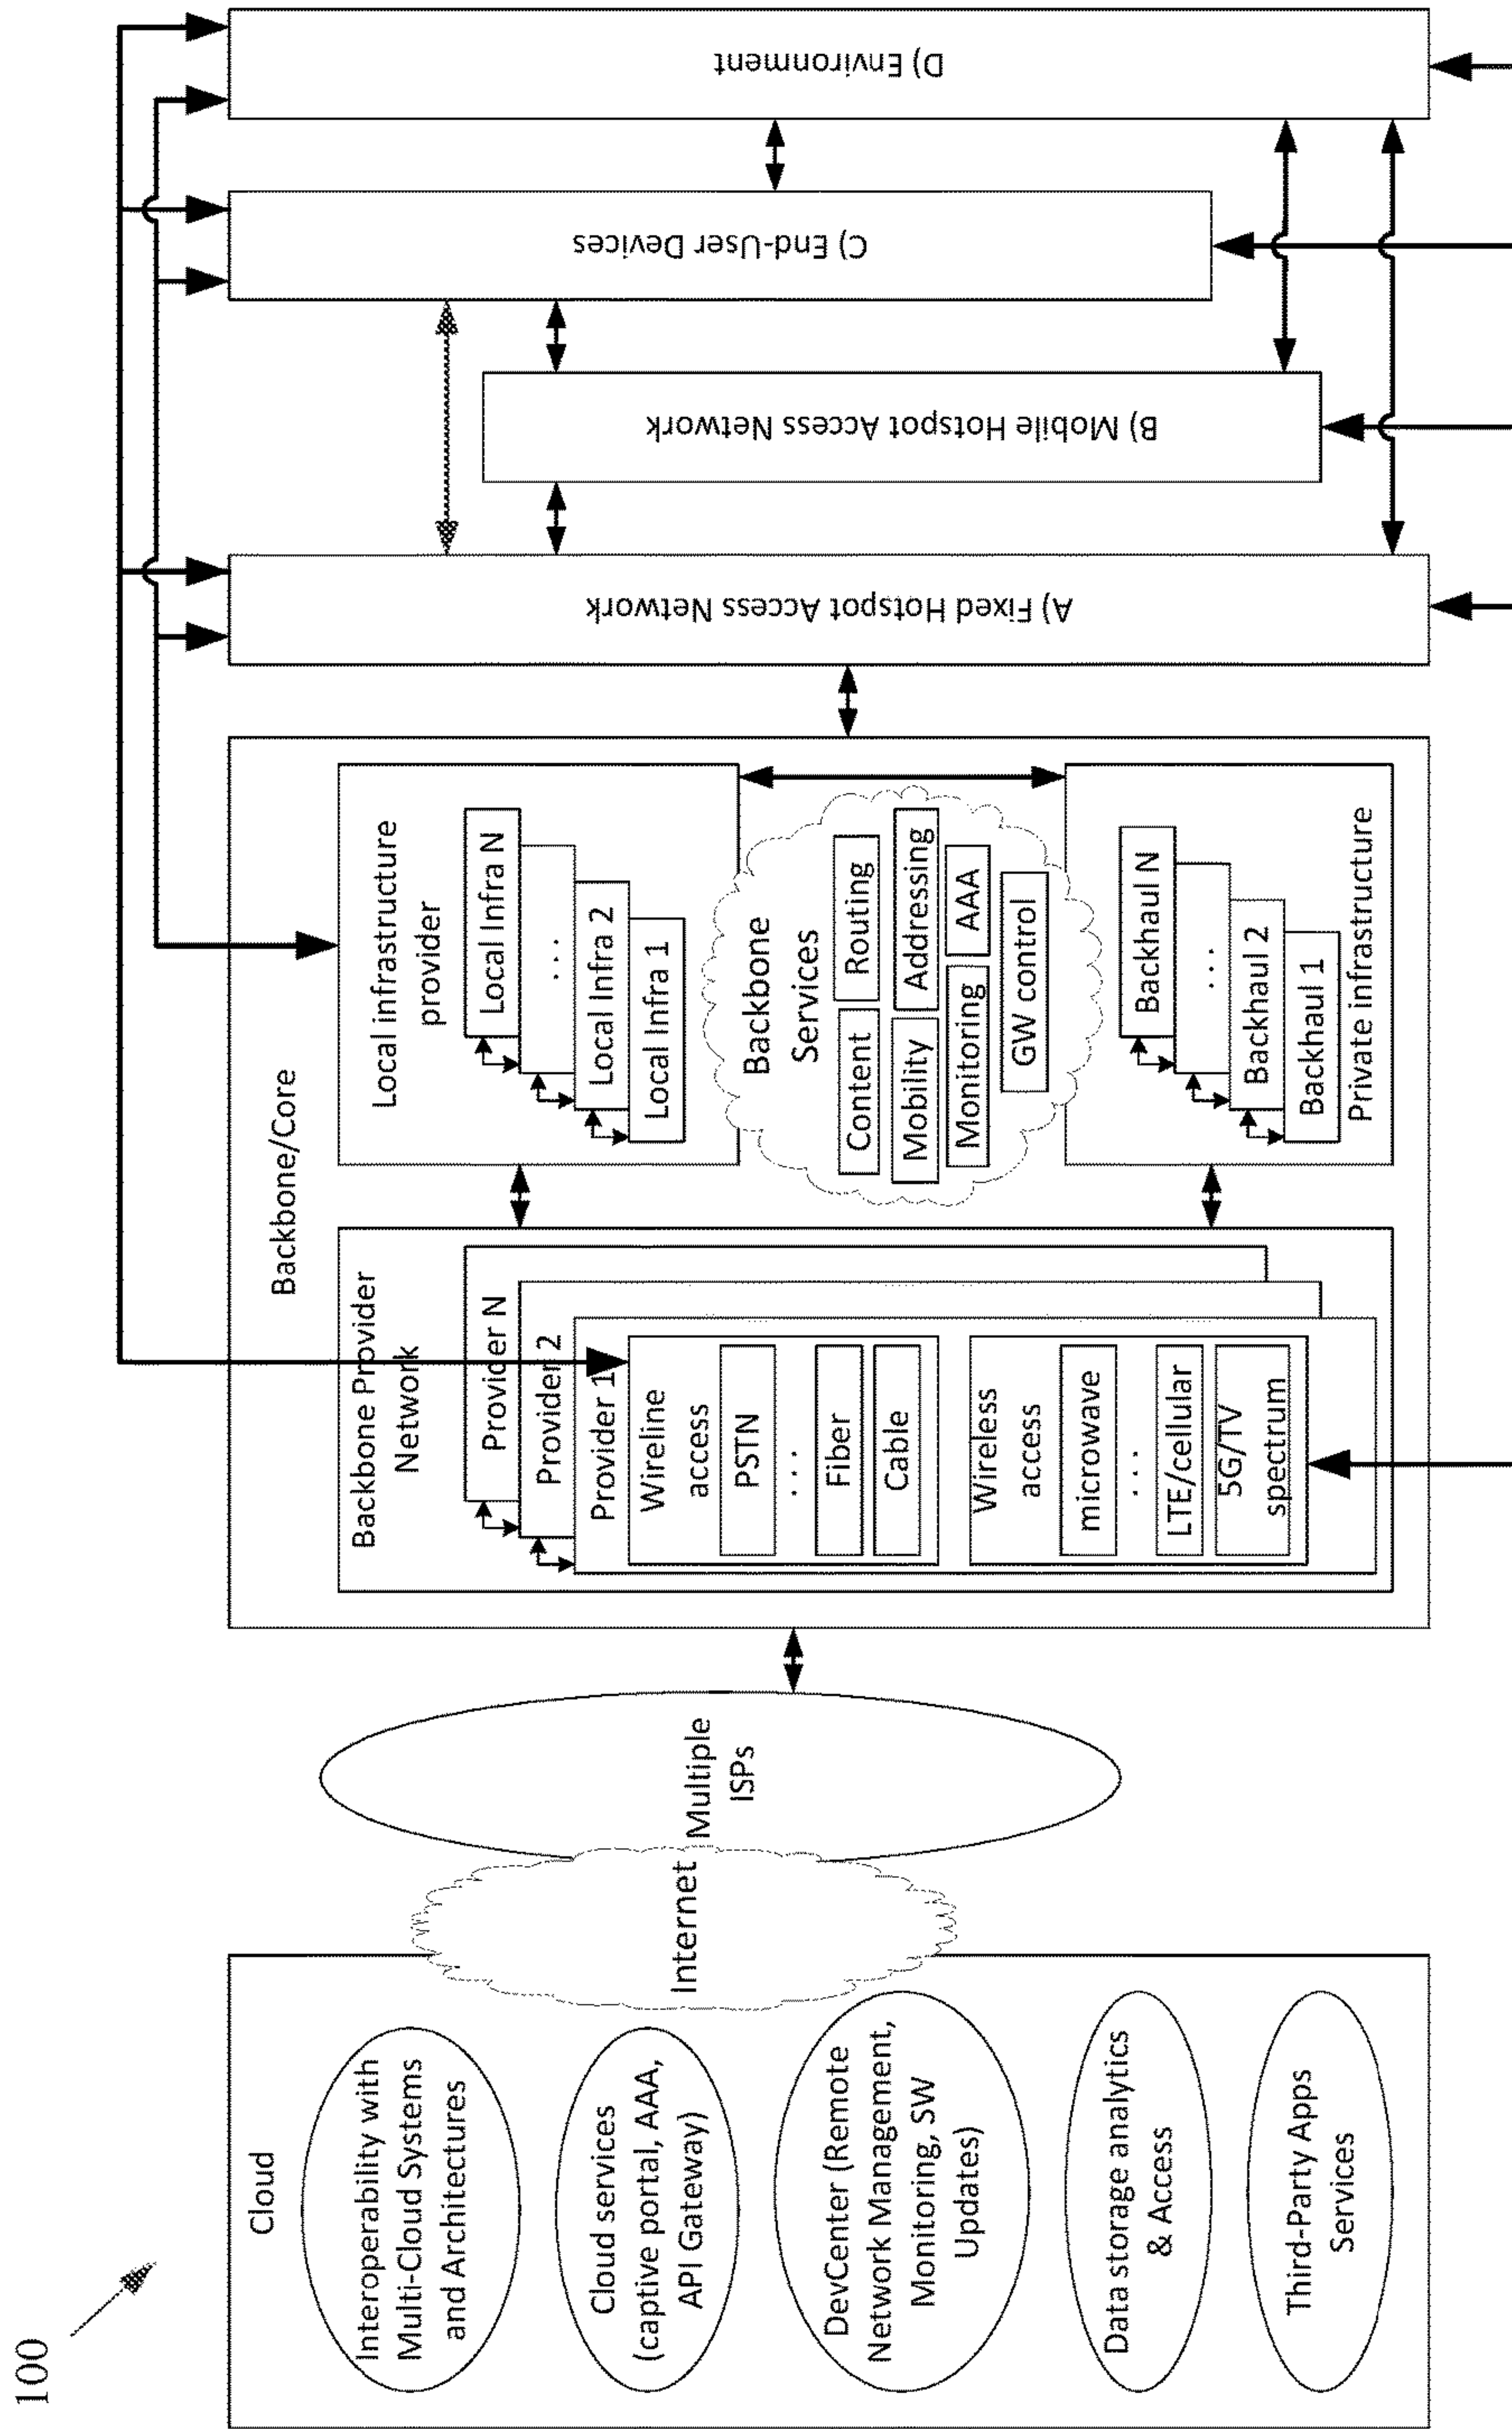 100
Cloud
Interoperability with
Multi-Cloud Systems
and Architectures
Cloud services
(captive portal, AAA,
API Gateway)
DevCenter (Remote
Network Management,
Monitoring, SW
Updates)
Data storage analytics
& Access
Third-Party Apps
Services
Internet
Multiple
ISPs
Backbone/Core
Backbone Provider
Network
Provider N
Provider 2
Provider 1
Wireline
access
PSTN
...
Fiber
Cable
Wireless
access
microwave
...
LTE/cellular
5G/TV
spectrum
Local infrastructure
provider
Local Infra N
...
Local Infra 2
Local Infra 1
Backbone
Services
Content
Routing
Mobility
Addressing
Monitoring
AAA
GW control
Backhaul N
...
Backhaul 2
Backhaul 1
Private infrastructure
A) Fixed Hotspot Access Network
B) Mobile Hotspot Access Network
C) End-User Devices
D) Environment